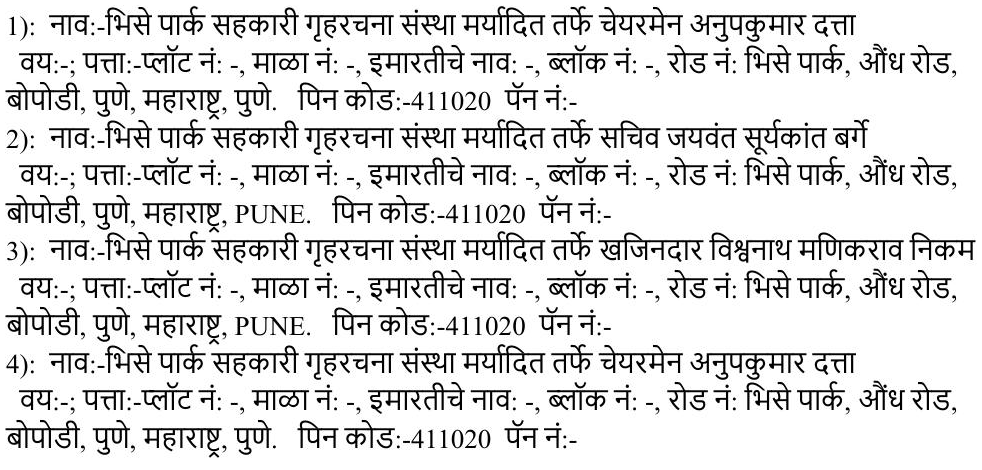 1): नाव:-भिसे पार्क सहकारी गृहरचना संस्था मर्यादित तर्फे चेयरमेन अनुपकुमार दत्ता
वय:-; पत्ता:-प्लॉट नं: -, माळा नं: -, इमारतीचे नाव: -, ब्लॉक नं: -, रोड नं: भिसे पार्क, औंध रोड,
बोपोडी, पुणे, महाराष्ट्र, पुणे. पिन कोड:-411020 पॅन नं:-
2): नाव:-भिसे पार्क सहकारी गृहरचना संस्था मर्यादित तर्फे सचिव जयवंत सूर्यकांत बर्गे
वय:-; पत्ता:-प्लॉट नं: -, माळा नं: -, इमारतीचे नाव: -, ब्लॉक नं: -, रोड नं: भिसे पार्क, औंध रोड,
बोपोडी, पुणे, महाराष्ट्र, PUNE. पिन कोड:-411020 पॅन नं:-
3): नाव:-भिसे पार्क सहकारी गृहरचना संस्था मर्यादित तर्फे खजिनदार विश्वनाथ मणिकराव निकम
वय:-; पत्ता:-प्लॉट नं: -, माळा नं: -, इमारतीचे नाव: -, ब्लॉक नं: -, रोड नं: भिसे पार्क, औंध रोड,
बोपोडी, पुणे, महाराष्ट्र, PUNE. पिन कोड:-411020 पॅन नं:-
4): नाव:-भिसे पार्क सहकारी गृहरचना संस्था मर्यादित तर्फे चेयरमेन अनुपकुमार दत्ता
वय:-; पत्ता:-प्लॉट नं: -, माळा नं: -, इमारतीचे नाव: -, ब्लॉक नं: -, रोड नं: भिसे पार्क, औंध रोड,
बोपोडी, पुणे, महाराष्ट्र, पुणे. पिन कोड:-411020 पॅन नं:-